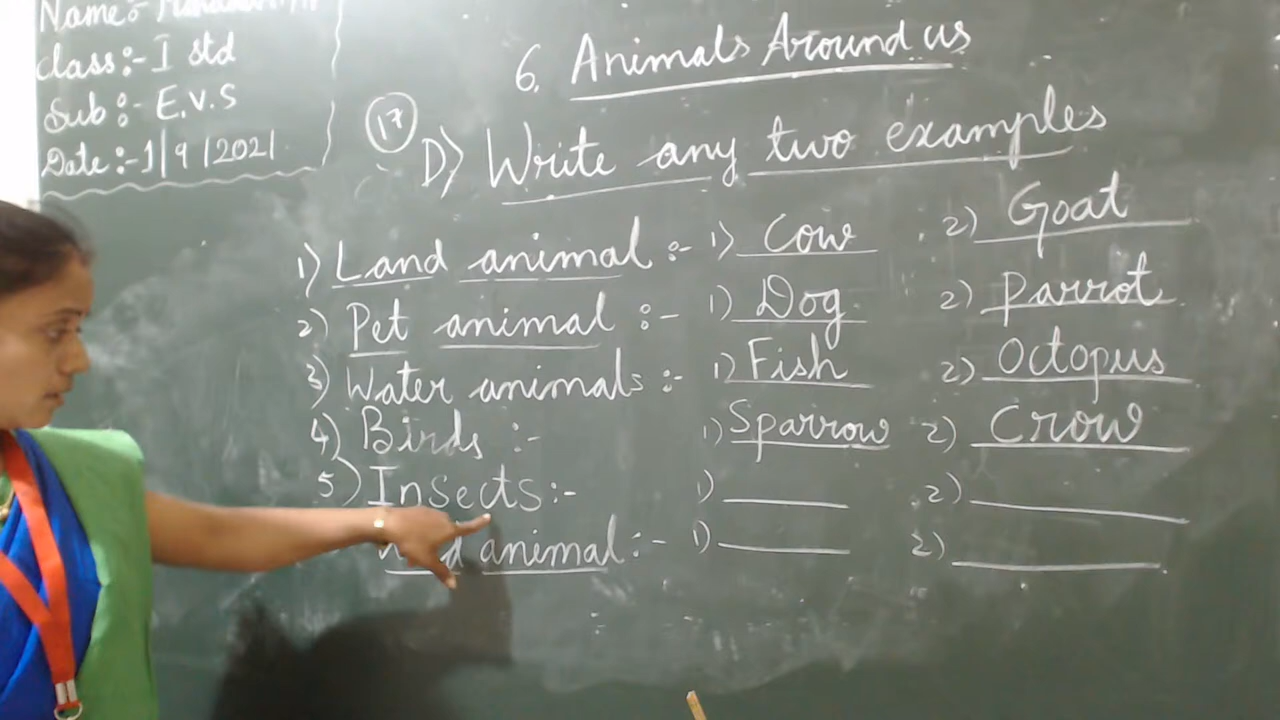 Name:-
Class:- I std
Sub:- E.V.S
Date:- 1/9/2021
6. Animals Around us
17
D) Write any two examples
1) Land animal:- 1) Cow 2) Goat
2) Pet animal:- 1) Dog 2) Parrot
3) Water animals:- 1) Fish 2) Octopus
4) Birds:- 1) Sparrow 2) Crow
5) Insects:- 1) 2)
animal:- 1) 2)